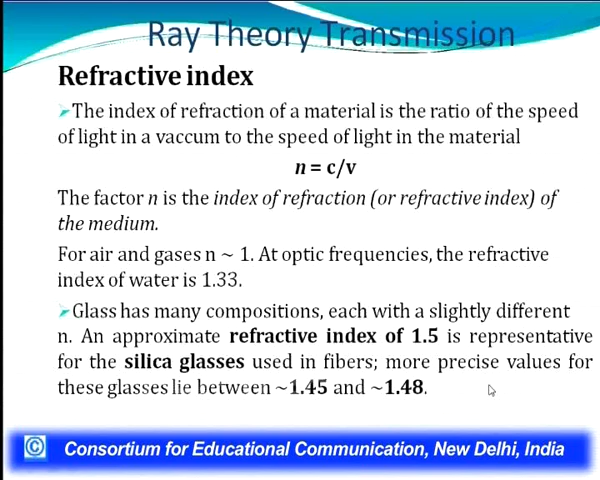 Ray Theory Transmission
Refractive index
The index of refraction of a material is the ratio of the speed
of light in a vaccum to the speed of light in the material
n = c/v
The factor n is the index of refraction (or refractive index) of
the medium.
For air and gases n ~ 1. At optic frequencies, the refractive
index of water is 1.33.
Glass has many compositions, each with a slightly different
n. An approximate refractive index of 1.5 is representative
for the silica glasses used in fibers; more precise values for
these glasses lie between ~1.45 and ~1.48.
© Consortium for Educational Communication, New Delhi, India